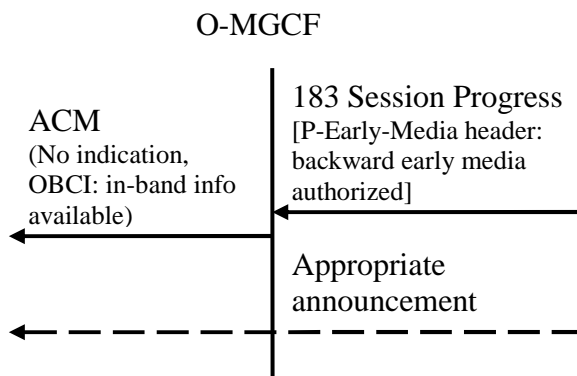 O-MGCF
ACM
(No indication,
OBCI: in-band info
available)
183 Session Progress
[P-Early-Media header:
backward early media
authorized]
Appropriate
announcement